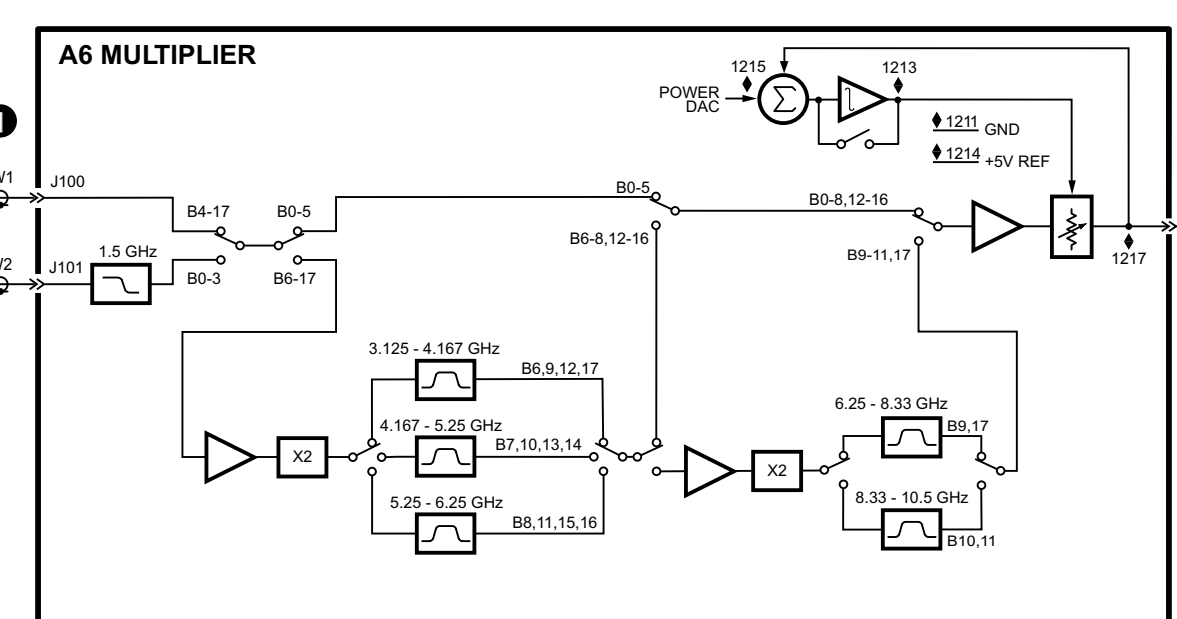 A6 MULTIPLIER
1215
1213
POWER
DAC
Σ
1211 GND
1214 +5V REF
J100
B4-17
B0-5
B0-5
B0-8,12-16
B6-8,12-16
B9-11,17
1217
1.5 GHz
J101
B0-3
B6-17
3.125 - 4.167 GHz
B6,9,12,17
4.167 - 5.25 GHz
B7,10,13,14
X2
5.25 - 6.25 GHz
B8,11,15,16
6.25 - 8.33 GHz
B9,17
X2
8.33 - 10.5 GHz
B10,11